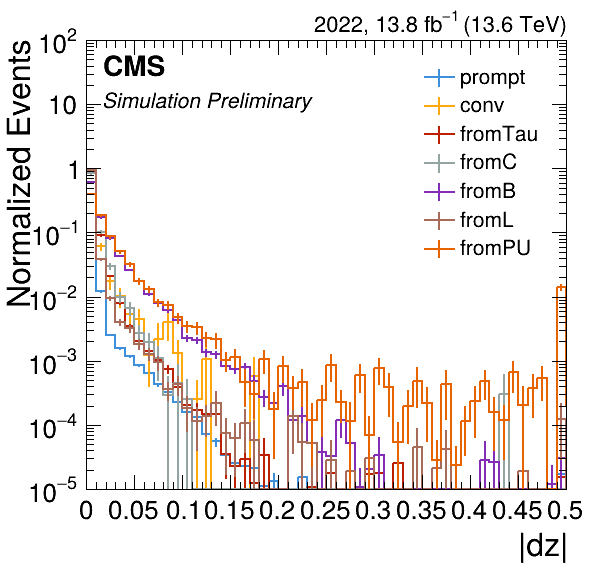 2022, 13.8 fb⁻¹ (13.6 TeV)
CMS
Simulation Preliminary
prompt
conv
fromTau
fromC
fromB
fromL
fromPU
Normalized Events
10²
10
1
10⁻¹
10⁻²
10⁻³
10⁻⁴
10⁻⁵
0 0.05 0.10 0.15 0.2 0.25 0.3 0.35 0.4 0.45 0.5
|dz|